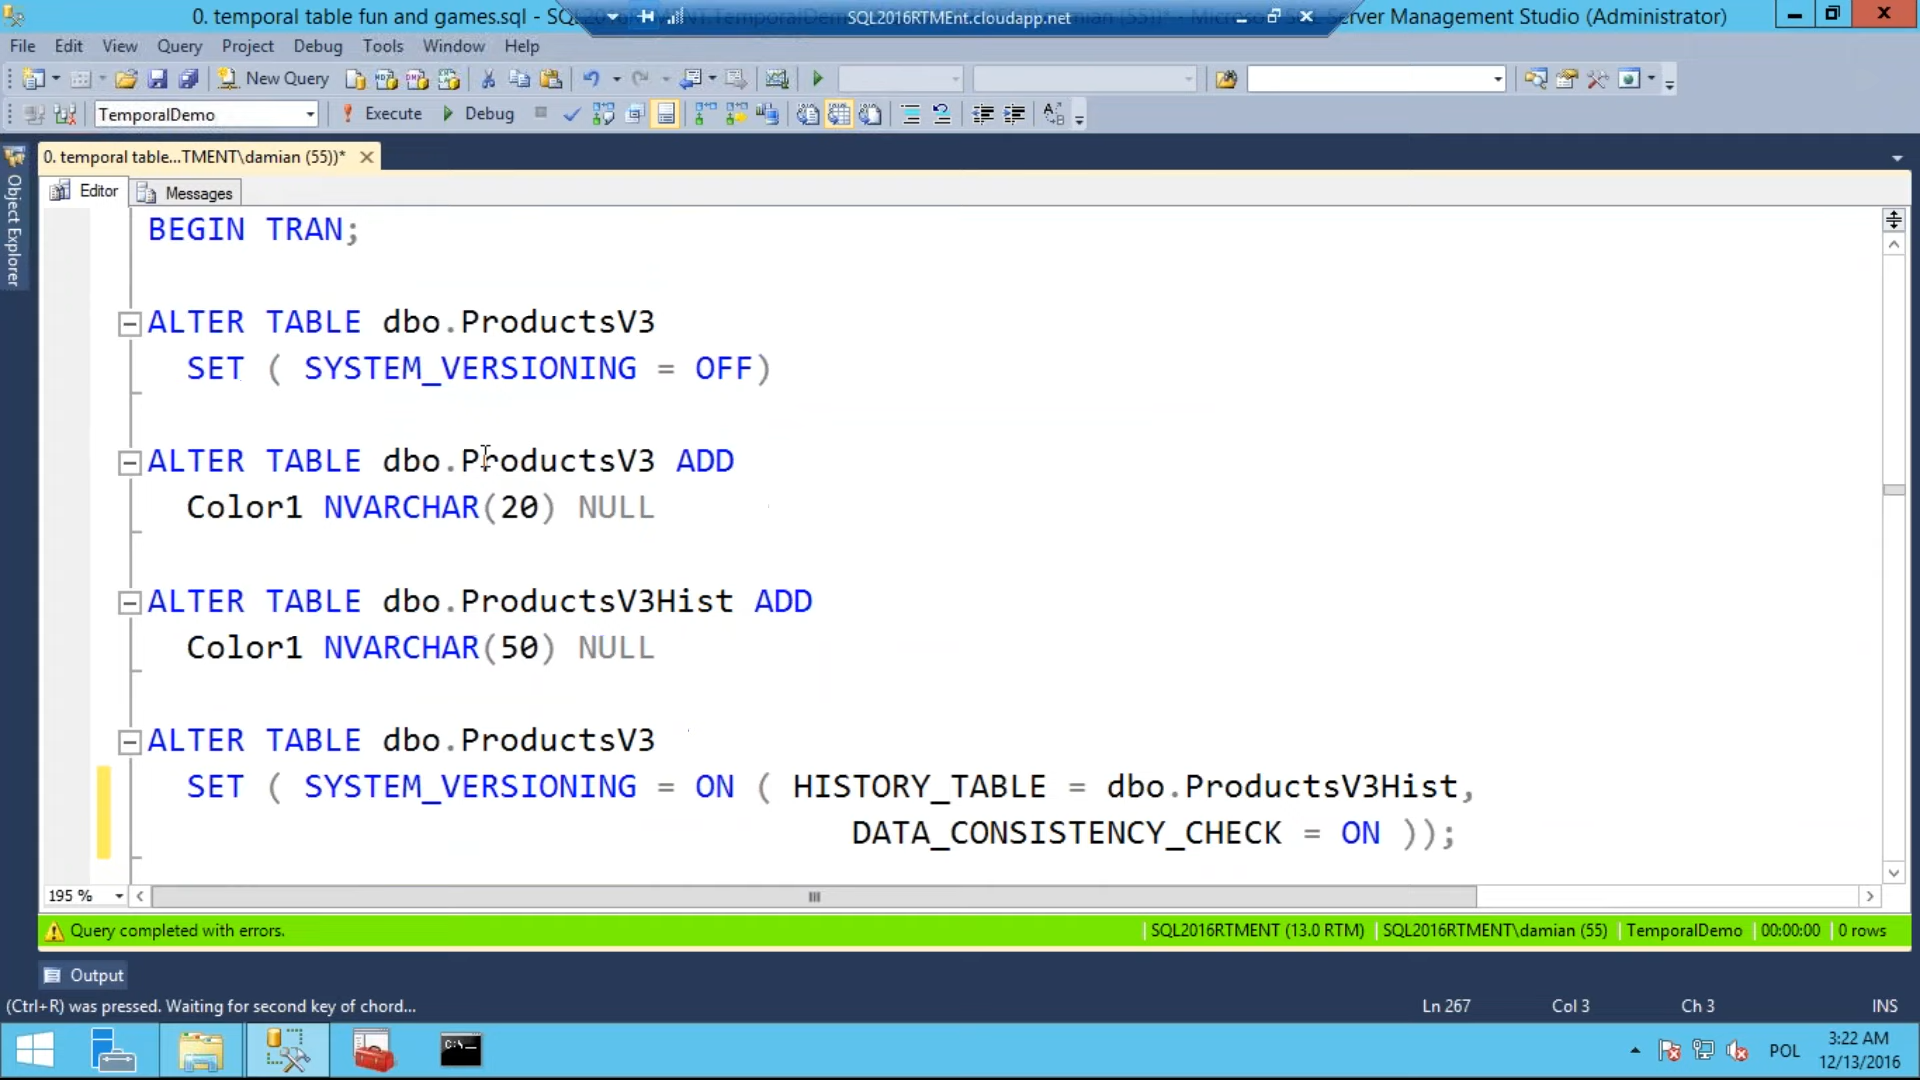 0. temporal table fun and games.sql - SQL2016RTMENT.TemporalDemo
SQL2016RTMEnt.cloudapp.net
Server Management Studio (Administrator)
File Edit View Query Project Debug Tools Window Help
New Query
TemporalDemo Execute Debug
0. temporal table...TMENT\damian (55))*
Object Explorer
Editor Messages
BEGIN TRAN;
ALTER TABLE dbo.ProductsV3
SET ( SYSTEM_VERSIONING = OFF)
ALTER TABLE dbo.ProductsV3 ADD
Color1 NVARCHAR(20) NULL
ALTER TABLE dbo.ProductsV3Hist ADD
Color1 NVARCHAR(50) NULL
ALTER TABLE dbo.ProductsV3
SET ( SYSTEM_VERSIONING = ON ( HISTORY_TABLE = dbo.ProductsV3Hist,
DATA_CONSISTENCY_CHECK = ON ));
195 %
Query completed with errors. SQL2016RTMENT (13.0 RTM) SQL2016RTMENT\damian (55) TemporalDemo 00:00:00 0 rows
Output
(Ctrl+R) was pressed. Waiting for second key of chord... Ln 267 Col 3 Ch 3 INS
C:\_
POL
3:22 AM
12/13/2016